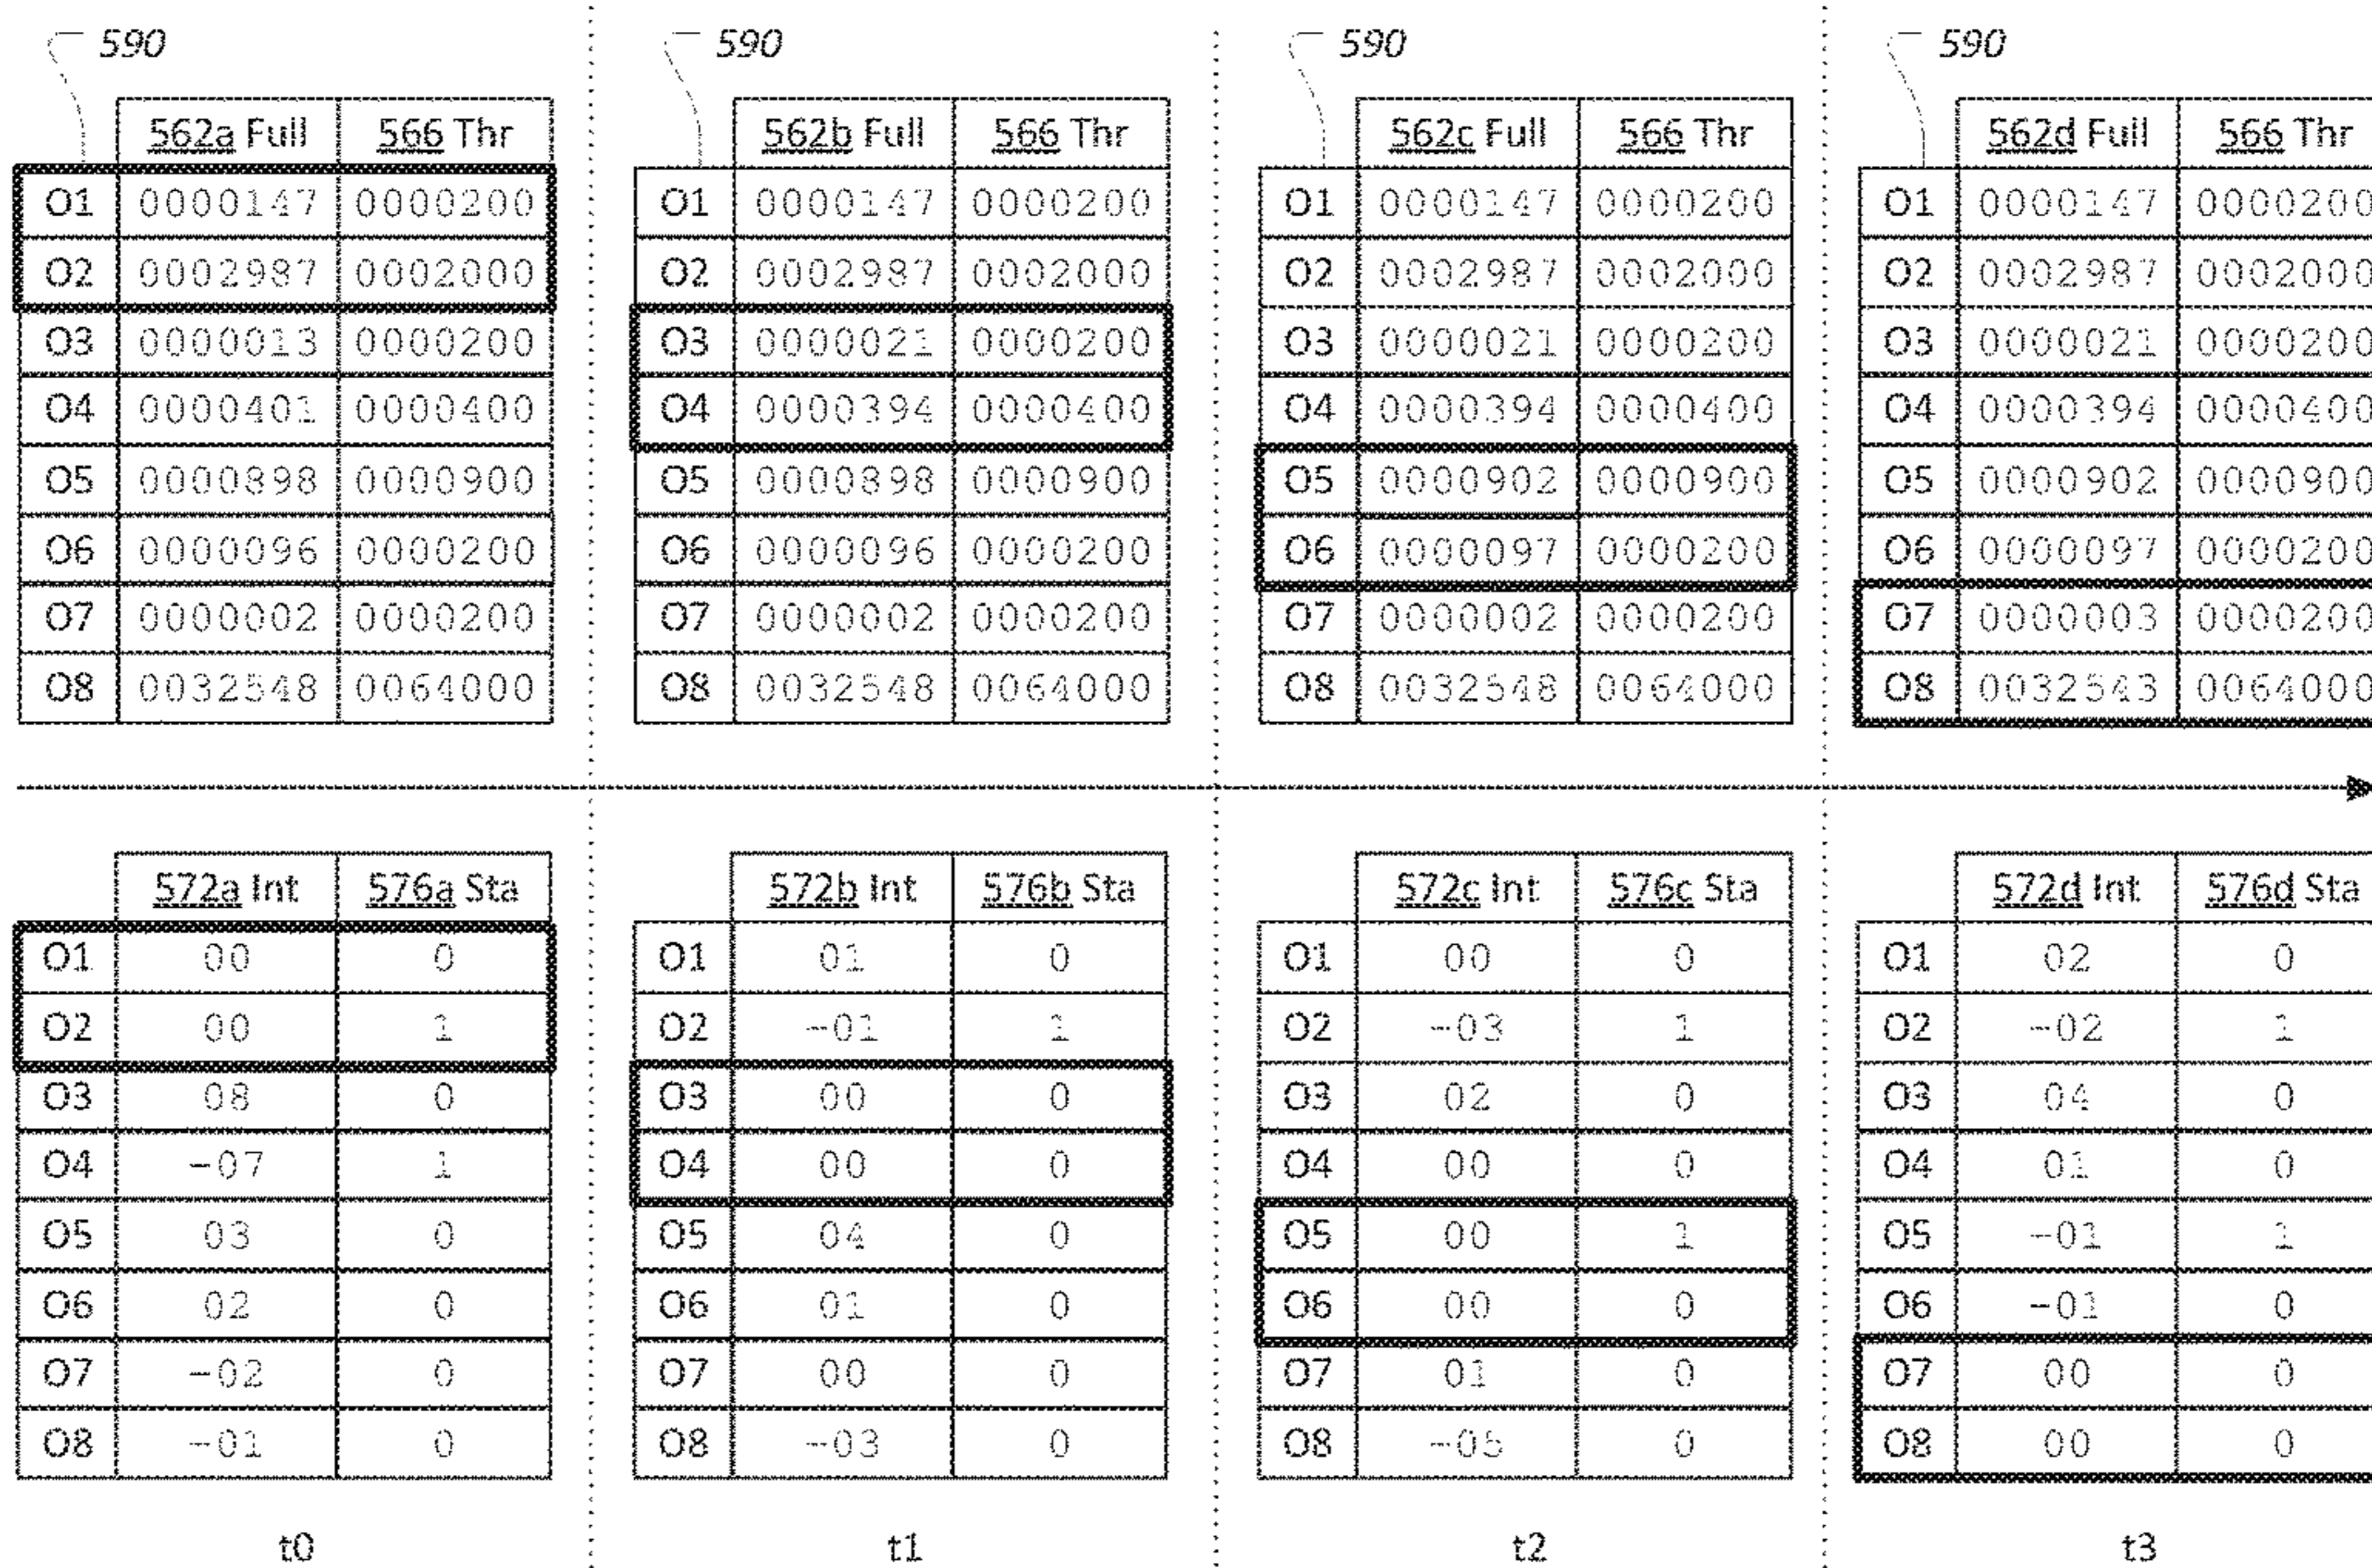 590 590 590 590
562a Full 566 Thr 562b Full 566 Thr 562c Full 566 Thr 562d Full 566 Thr
O1 0000147 0000200 O1 0000147 0000200 O1 0000147 0000200 O1 0000147 0000200
O2 0002987 0002000 O2 0002987 0002000 O2 0002987 0002000 O2 0002987 0002000
O3 0000013 0000200 O3 0000021 0000200 O3 0000021 0000200 O3 0000021 0000200
O4 0000401 0000400 O4 0000394 0000400 O4 0000394 0000400 O4 0000394 0000400
O5 0000898 0000900 O5 0000898 0000900 O5 0000902 0000900 O5 0000902 0000900
O6 0000096 0000200 O6 0000096 0000200 O6 0000097 0000200 O6 0000097 0000200
O7 0000002 0000200 O7 0000002 0000200 O7 0000002 0000200 O7 0000003 0000200
O8 0032548 0064000 O8 0032548 0064000 O8 0032548 0064000 O8 0032543 0064000
572a Int 576a Sta 572b Int 576b Sta 572c Int 576c Sta 572d Int 576d Sta
O1 00 0 O1 01 0 O1 00 0 O1 02 0
O2 00 1 O2 -01 1 O2 -03 1 O2 -02 1
O3 08 0 O3 00 0 O3 02 0 O3 04 0
O4 -07 1 O4 00 0 O4 00 0 O4 01 0
O5 03 0 O5 04 0 O5 00 1 O5 -01 1
O6 02 0 O6 01 0 O6 00 0 O6 -01 0
O7 -02 0 O7 00 0 O7 01 0 O7 00 0
O8 -01 0 O8 -03 0 O8 -05 0 O8 00 0
t0 t1 t2 t3